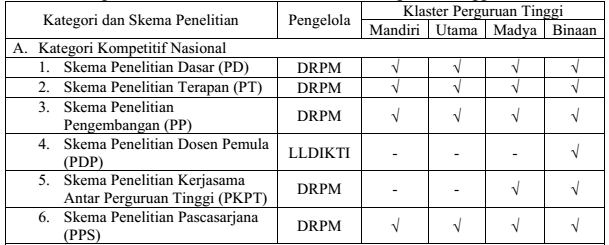 Kategori dan Skema Penelitian Pengelola Klaster Perguruan Tinggi
Mandiri Utama Madya Binaan
A. Kategori Kompetitif Nasional
1. Skema Penelitian Dasar (PD) DRPM √ √ √ √
2. Skema Penelitian Terapan (PT) DRPM √ √ √ √
3. Skema Penelitian
Pengembangan (PP) DRPM √ √ √ √
4. Skema Penelitian Dosen Pemula
(PDP) LLDIKTI - - - √
5. Skema Penelitian Kerjasama
Antar Perguruan Tinggi (PKPT) DRPM - - √ √
6. Skema Penelitian Pascasarjana
(PPS) DRPM √ √ √ √